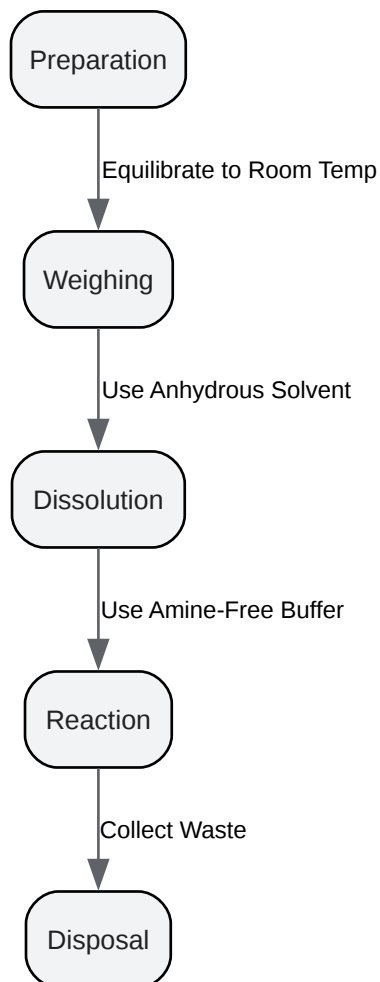 Preparation
Equilibrate to Room Temp
Weighing
Use Anhydrous Solvent
Dissolution
Use Amine-Free Buffer
Reaction
Collect Waste
Disposal